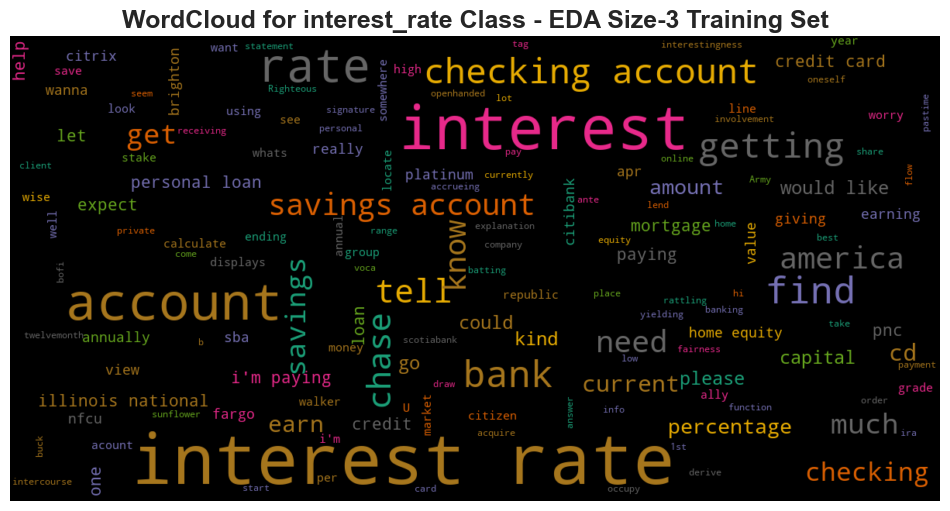 WordCloud for interest_rate Class - EDA Size-3 Training Set
help
citrix
want
statement
rate
tag
interestingness
year
save
wanna
brighton
Righteous
somewhere
high
checking account
openhanded
lot
credit card
oneself
look
using
signature
interest
line
involvement
worry
pastime
let
get
receiving
see
personal
pay
getting
client
stake
whats
really
locate
online
share
wise
personal loan
platinum
accruing
currently
apr
amount
Army
would like
flow
expect
well
savings account
ante
citibank
lend
mortgage
home
giving
earning
private
calculate
ending
annual
range
know
explanation
equity
value
best
come
displays
group
company
paying
america
bofi
savings
voca
tell
batting
republic
place
rattling
hi
find
account
yielding
banking
twelvemonth
annually
sba
loan
chase
could
kind
need
home equity
take
pnc
b
money
scotiabank
low
fairness
capital
cd
view
i'm paying
go
bank
current
please
payment
draw
ally
grade
illinois national
walker
U
market
info
function
order
nfcu
sunflower
fargo
earn
credit
citizen
answer
percentage
much
ira
buck
acount
i'm
acquire
interest rate
lst
intercourse
one
start
per
card
occupy
derive
checking